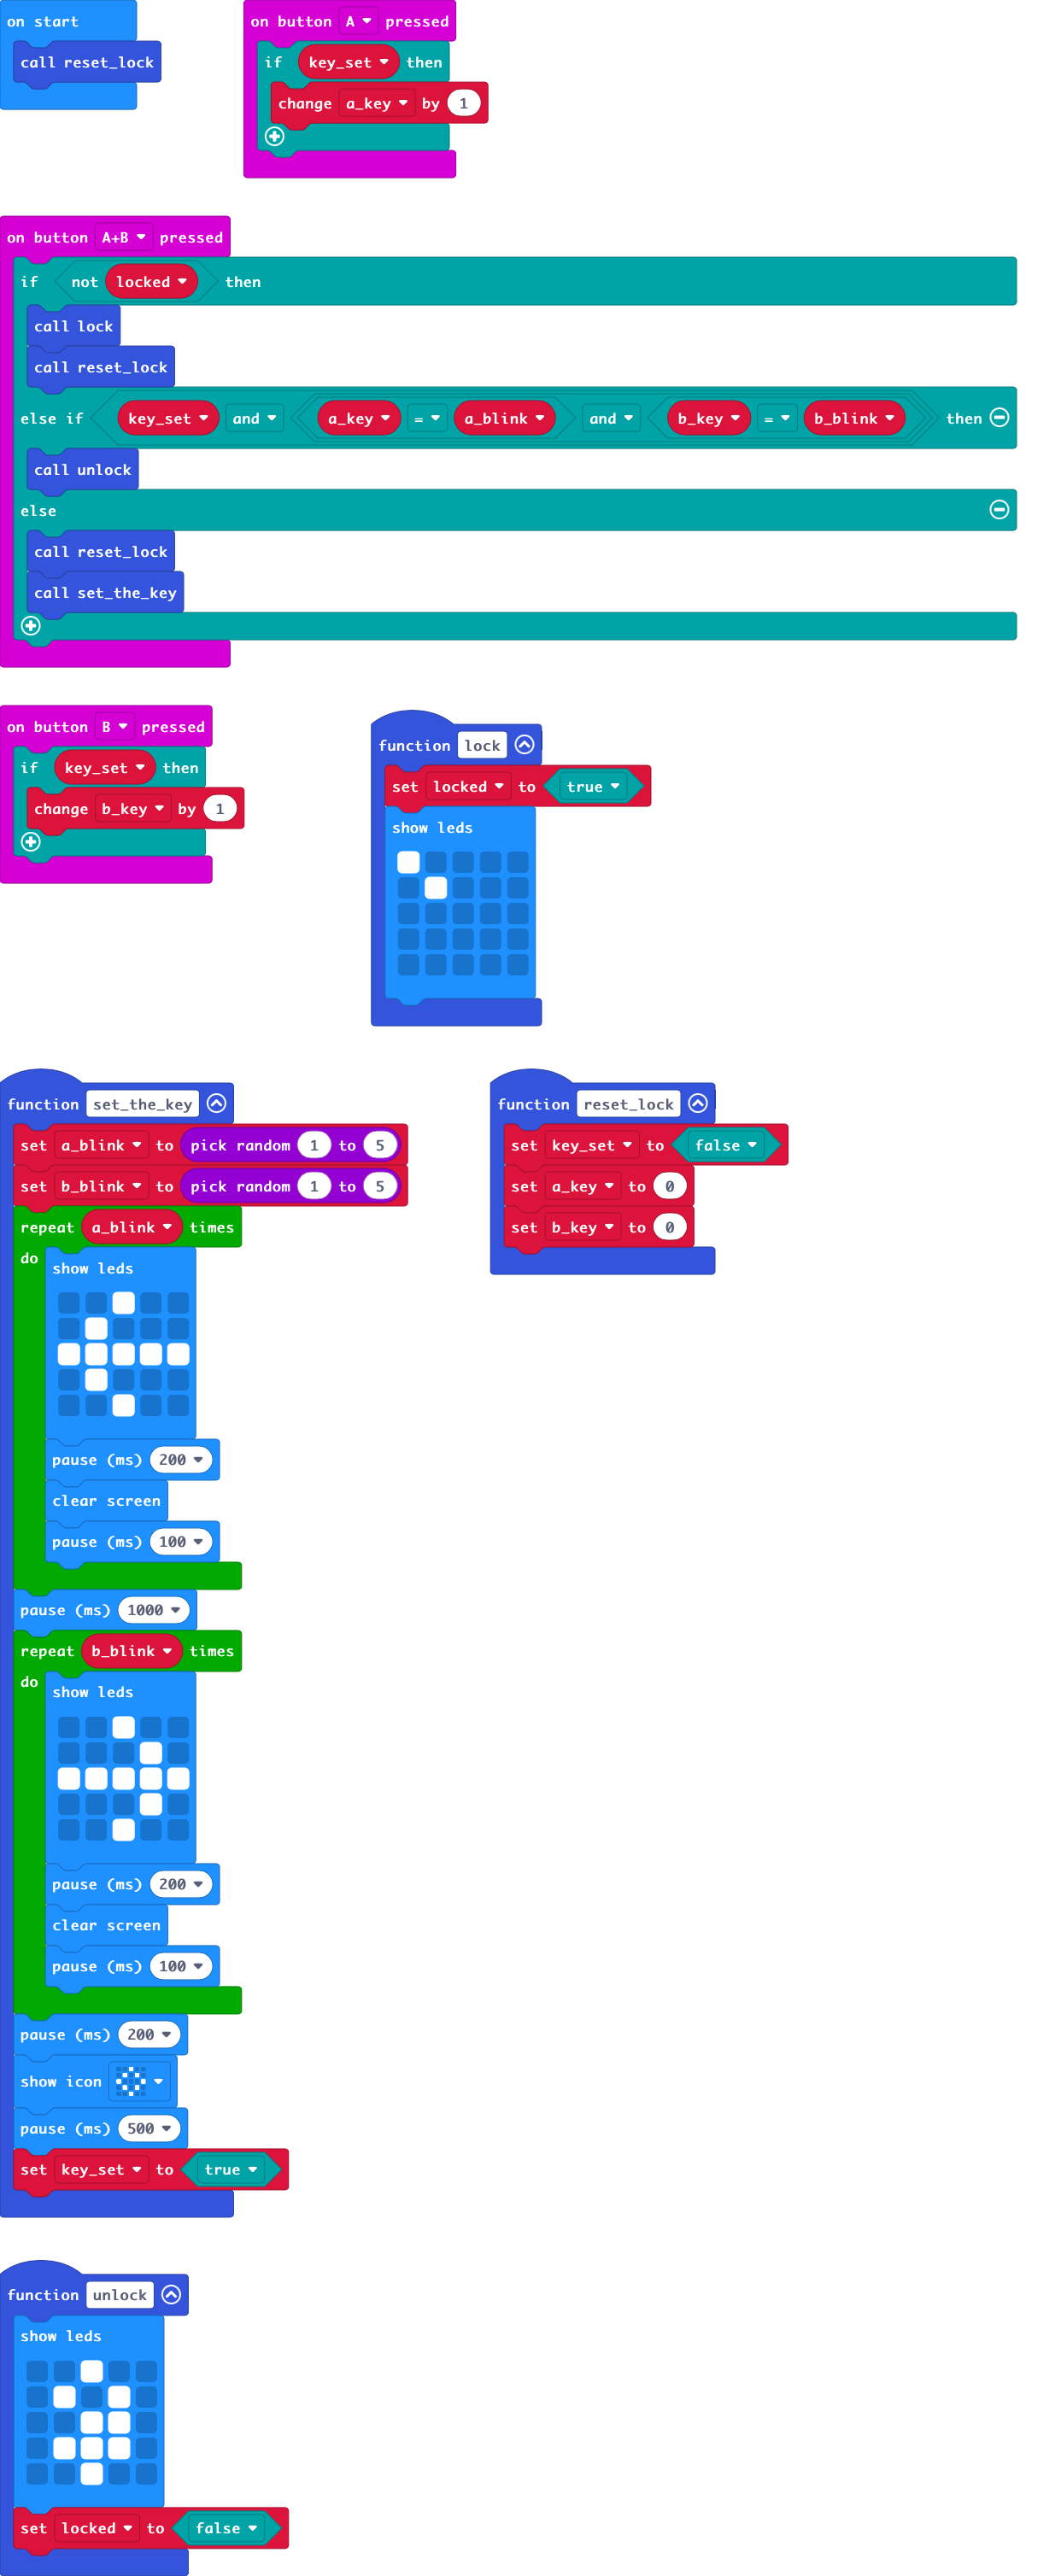 on start
call reset_lock
on button A pressed
if key_set then
change a_key by 1
on button A+B pressed
if not locked then
call lock
call reset_lock
else if key_set and a_key = a_blink and b_key = b_blink then
call unlock
else
call reset_lock
call set_the_key
on button B pressed
if key_set then
change b_key by 1
function lock
set locked to true
show leds
function set_the_key
set a_blink to pick random 1 to 5
set b_blink to pick random 1 to 5
repeat a_blink times
do
show leds
pause (ms) 200
clear screen
pause (ms) 100
pause (ms) 1000
repeat b_blink times
do
show leds
pause (ms) 200
clear screen
pause (ms) 100
pause (ms) 200
show icon
pause (ms) 500
set key_set to true
function reset_lock
set key_set to false
set a_key to 0
set b_key to 0
function unlock
show leds
set locked to false